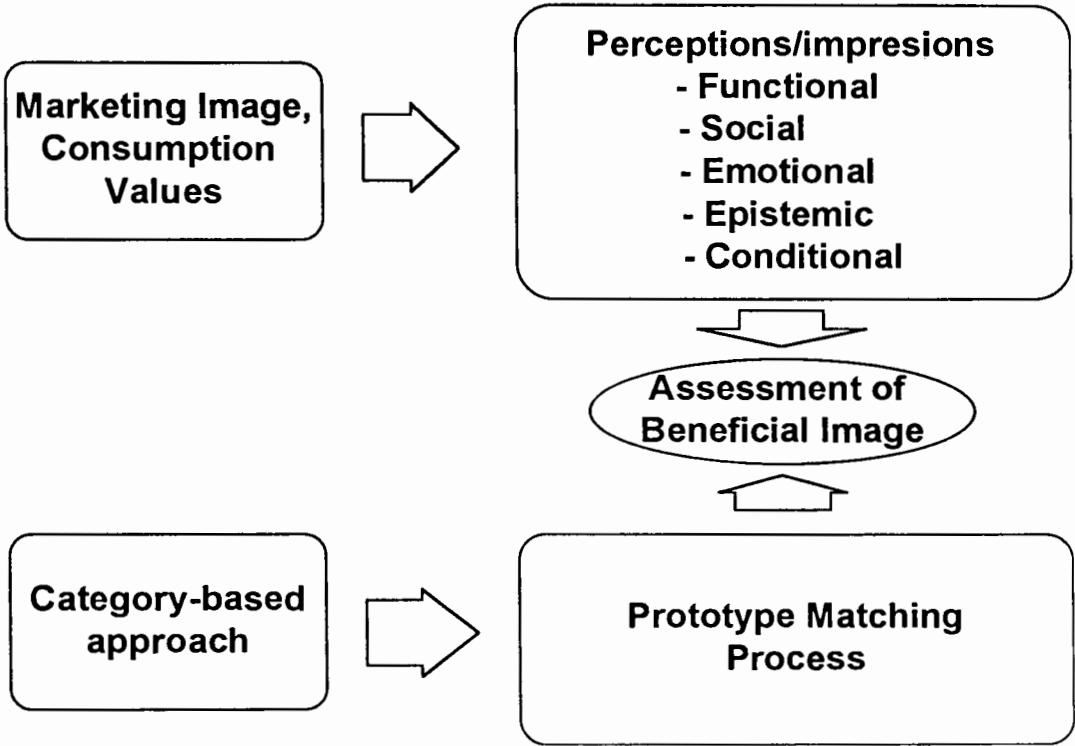 Marketing Image,
Consumption
Values
Perceptions/impresions
- Functional
- Social
- Emotional
- Epistemic
- Conditional
Assessment of
Beneficial Image
Category-based
approach
Prototype Matching
Process